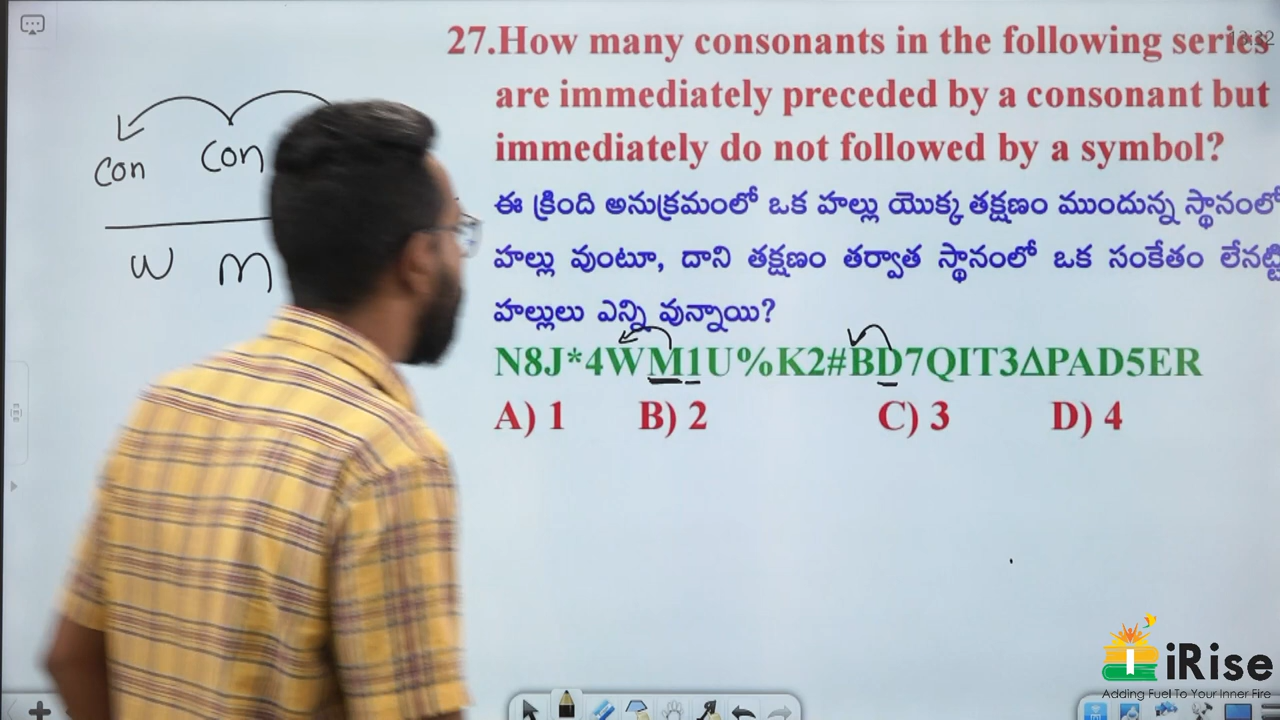 27.How many consonants in the following series
13:32
are immediately preceded by a consonant but
immediately do not followed by a symbol?
con con
W M
ఈ క్రింది అనుక్రమంలో ఒక హల్లు యొక్క తక్షణం ముందున్న స్థానంలో
హల్లు వుంటూ, దాని తక్షణం తర్వాత స్థానంలో ఒక సంకేతం లేనట్టి
హల్లులు ఎన్ని వున్నాయి?
N8J*4WM1U%K2#BD7QIT3ΔPAD5ER
A) 1 B) 2 C) 3 D) 4
iRise
Adding Fuel To Your Inner Fire